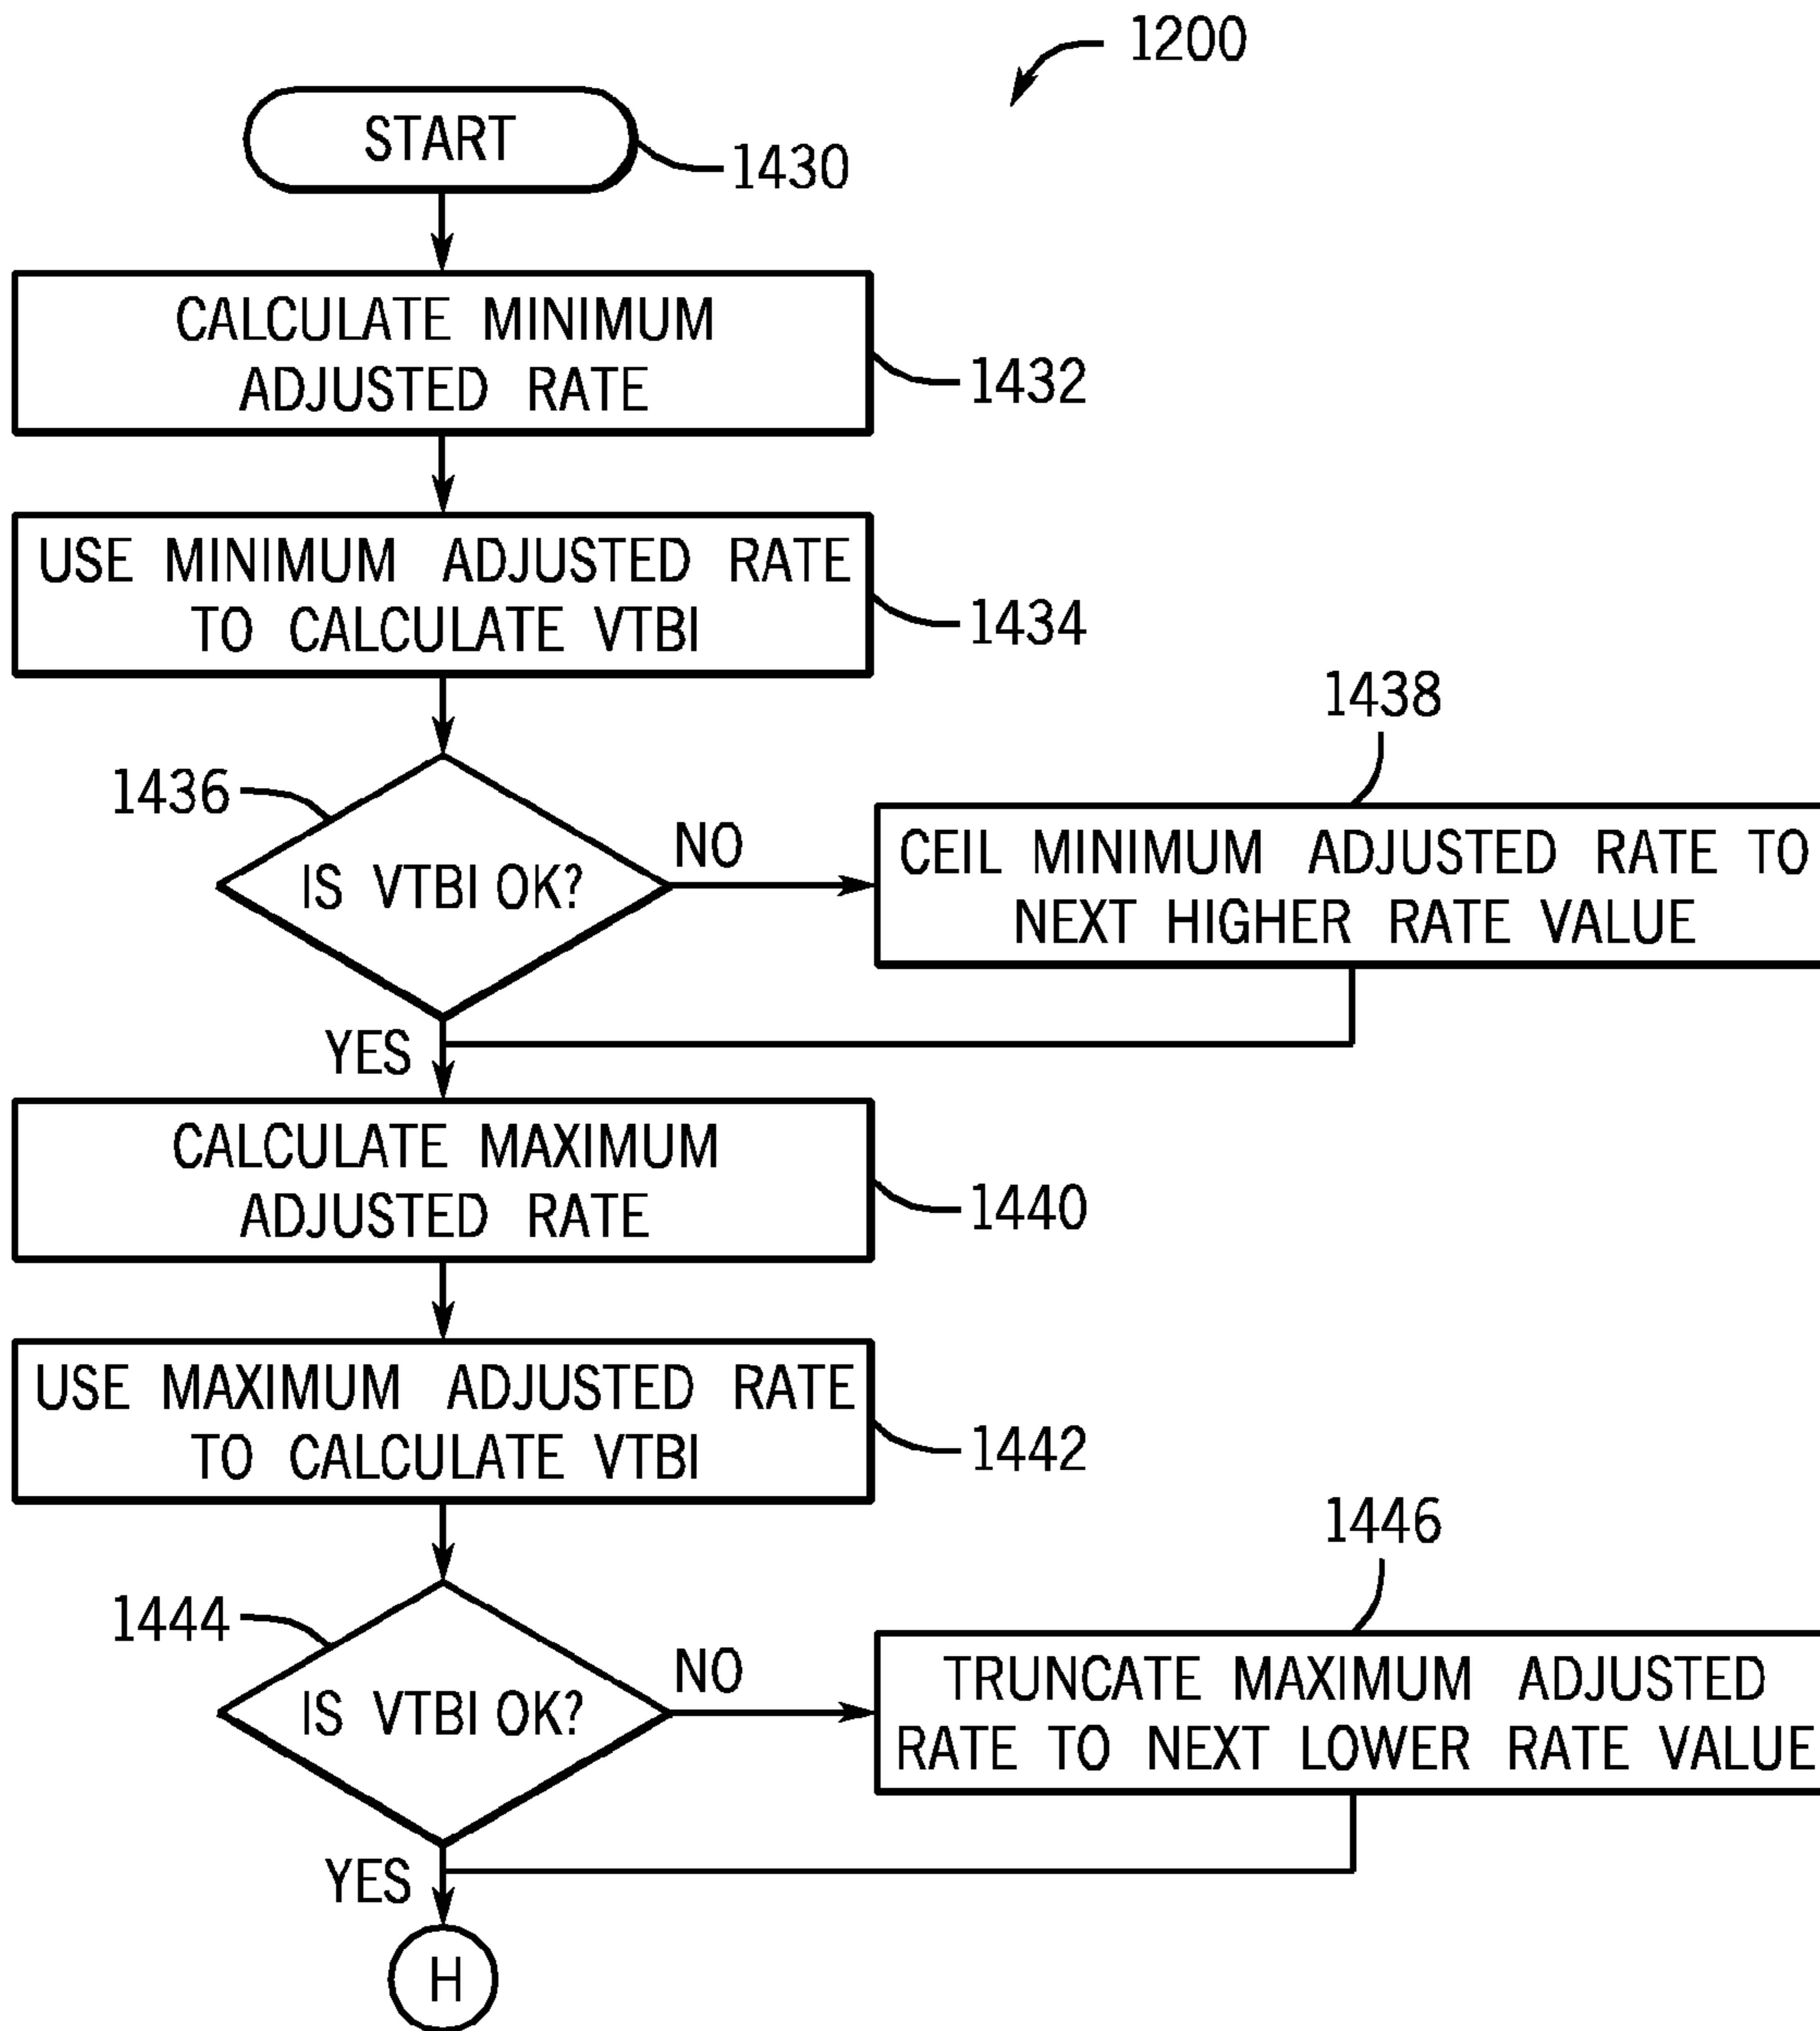 1200
START
1430
CALCULATE MINIMUM
ADJUSTED RATE
1432
USE MINIMUM ADJUSTED RATE
TO CALCULATE VTBI
1434
1436
IS VTBI OK?
NO
1438
CEIL MINIMUM ADJUSTED RATE TO
NEXT HIGHER RATE VALUE
YES
CALCULATE MAXIMUM
ADJUSTED RATE
1440
USE MAXIMUM ADJUSTED RATE
TO CALCULATE VTBI
1442
1444
IS VTBI OK?
NO
1446
TRUNCATE MAXIMUM ADJUSTED
RATE TO NEXT LOWER RATE VALUE
YES
H